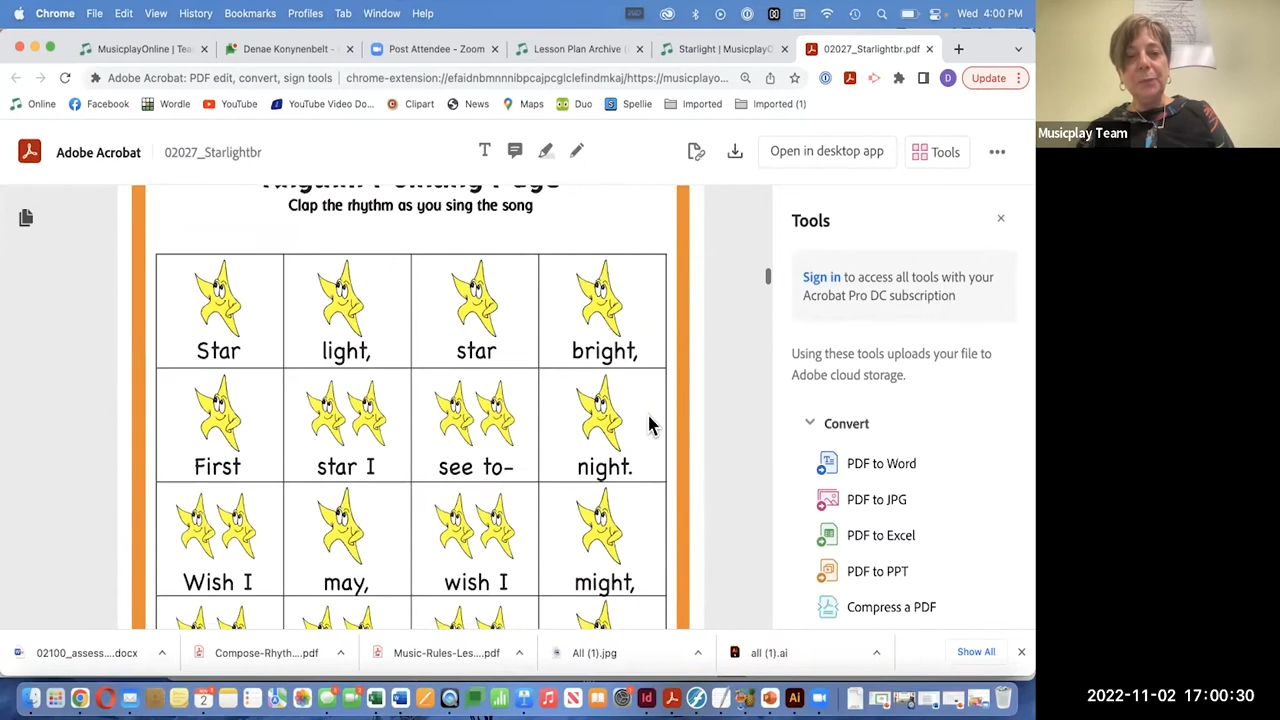 Chrome File Edit View History Bookmarks Profiles Tab Window Help
Wed 4:00 PM
MusicplayOnline | Tea
Denae Konynenbelt -
Post Attendee - Zoom
Lesson Plan Archive (
Starlight | MusicplayO
02027_Starlightbr.pdf
Adobe Acrobat: PDF edit, convert, sign tools
chrome-extension://efaidnbmnnnibpcajpcglclefindmkaj/https://musicplayo...
Update
Online
Facebook
Wordle
YouTube
YouTube Video Do...
Clipart
News
Maps
Duo
Spellie
Imported
Imported (1)
Musicplay Team
Adobe Acrobat
02027_Starlightbr
Open in desktop app
Tools
Clap the rhythm as you sing the song
Star light, star bright,
First star I see to- night.
Wish I may, wish I might,
Tools
Sign in to access all tools with your
Acrobat Pro DC subscription
Using these tools uploads your file to
Adobe cloud storage.
Convert
PDF to Word
PDF to JPG
PDF to Excel
PDF to PPT
Compress a PDF
02100_assess....docx
Compose-Rhyth....pdf
Music-Rules-Les....pdf
All (1).jpg
all (1).ai
Show All
2022-11-02 17:00:30